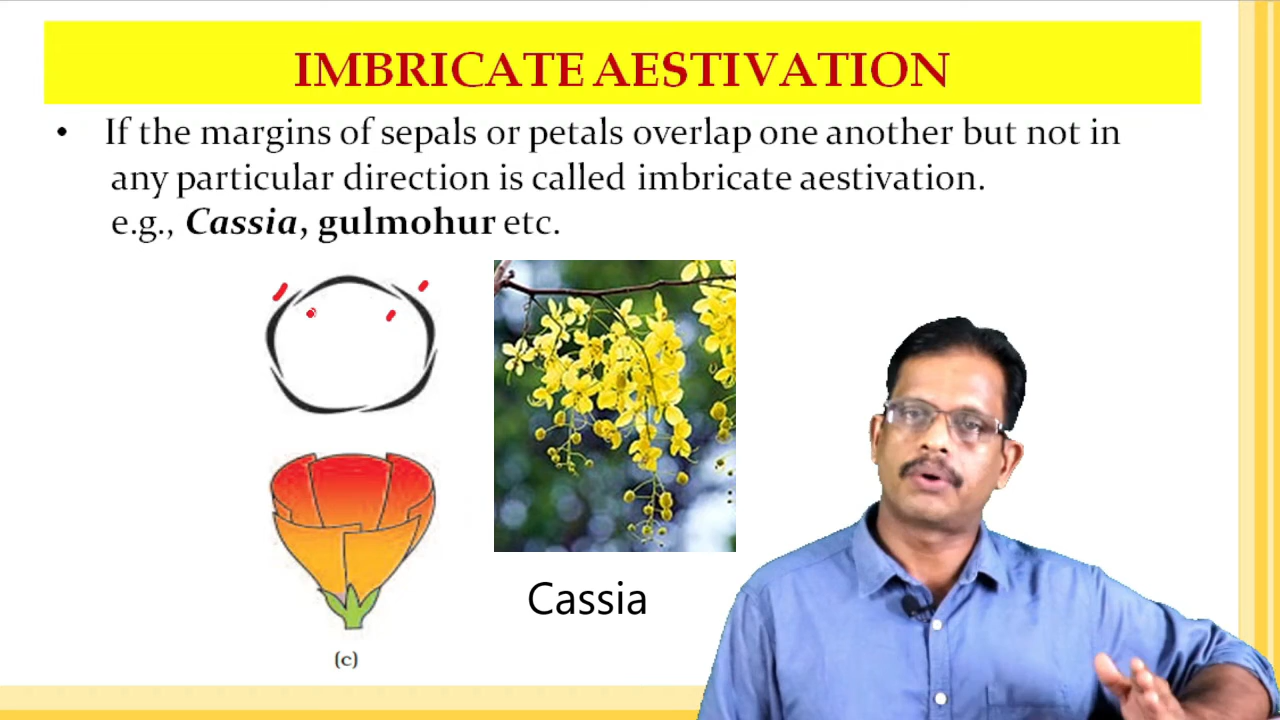 IMBRICATE AESTIVATION
• If the margins of sepals or petals overlap one another but not in
any particular direction is called imbricate aestivation.
e.g., Cassia, gulmohur etc.
Cassia
(c)